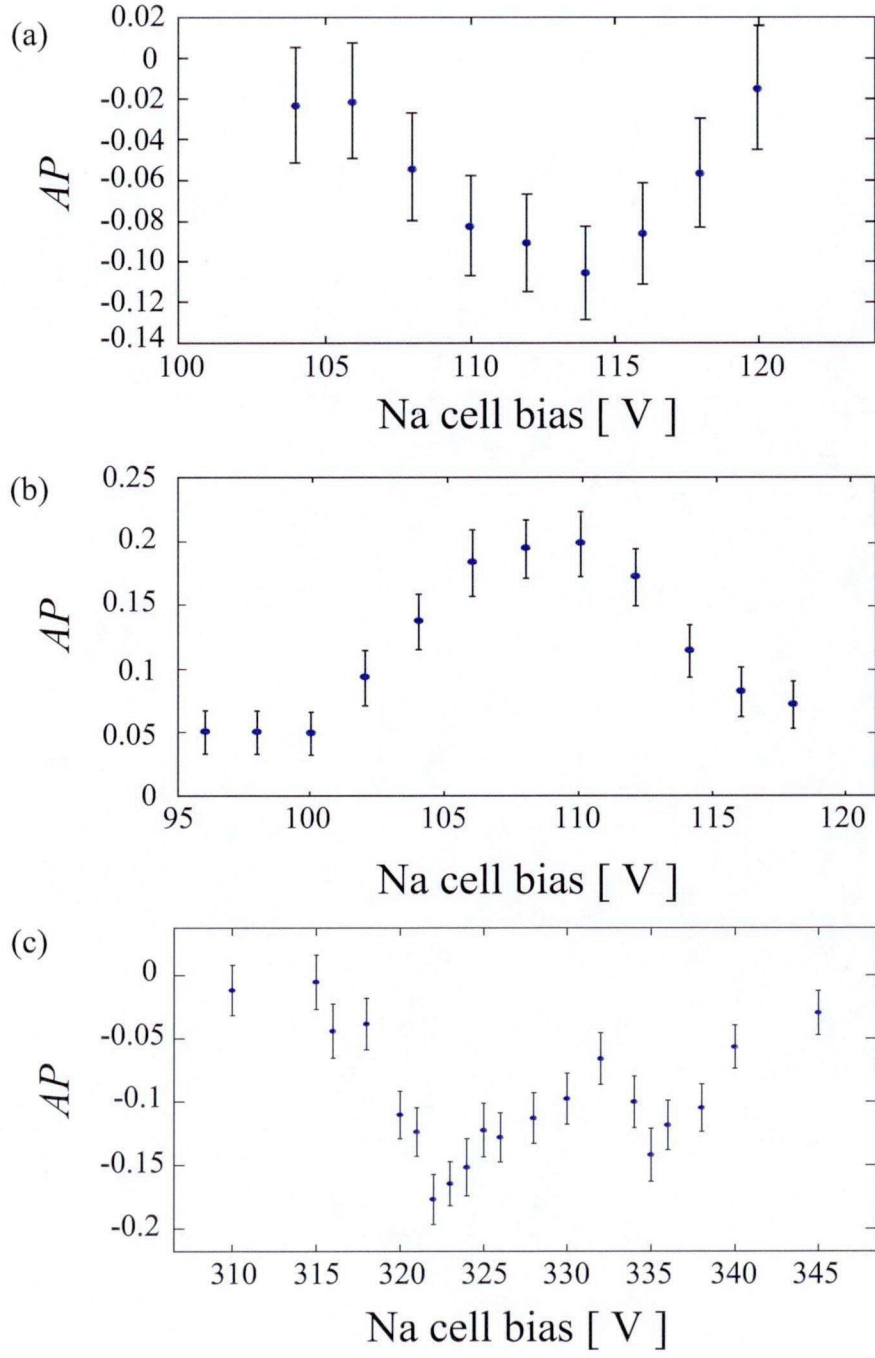 (a)
0.02
0
-0.02
-0.04
-0.06
-0.08
-0.10
-0.12
-0.14
AP
100 105 110 115 120
Na cell bias [ V ]
(b)
0.25
0.2
0.15
0.1
0.05
0
AP
95 100 105 110 115 120
Na cell bias [ V ]
(c)
0
-0.05
-0.1
-0.15
-0.2
AP
310 315 320 325 330 335 340 345
Na cell bias [ V ]